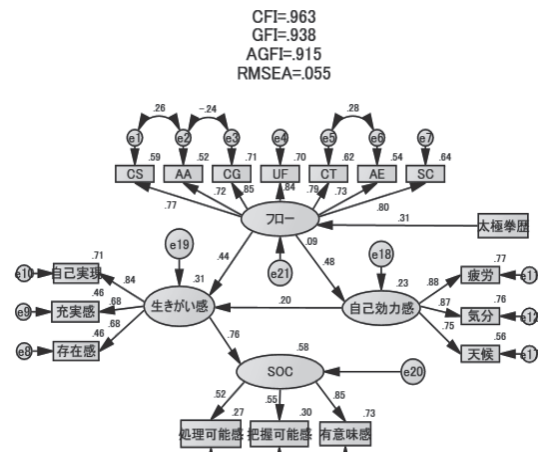 CFI=.963
GFI=.938
AGFI=.915
RMSEA=.055
.26
-.24
.28
e1
e2
e3
e4
e5
e6
e7
.59
.52
.71
.70
.62
.54
.64
CS
AA
CG
UF
CT
AE
SC
.77
.72
.85
.84
.79
.73
.80
フロー
.31
太極拳歴
e19
e21
.09
e18
.44
.48
.71
e10
自己実現
.84
.31
.23
.88
.77
疲労
e11
.46
e9
充実感
.68
生きがい感
.20
自己効力感
.87
.76
気分
e12
.46
e8
存在感
.68
.75
.56
天候
e17
.76
.58
SOC
e20
.52
.55
.85
.27
.30
.73
処理可能感
把握可能感
有意味感